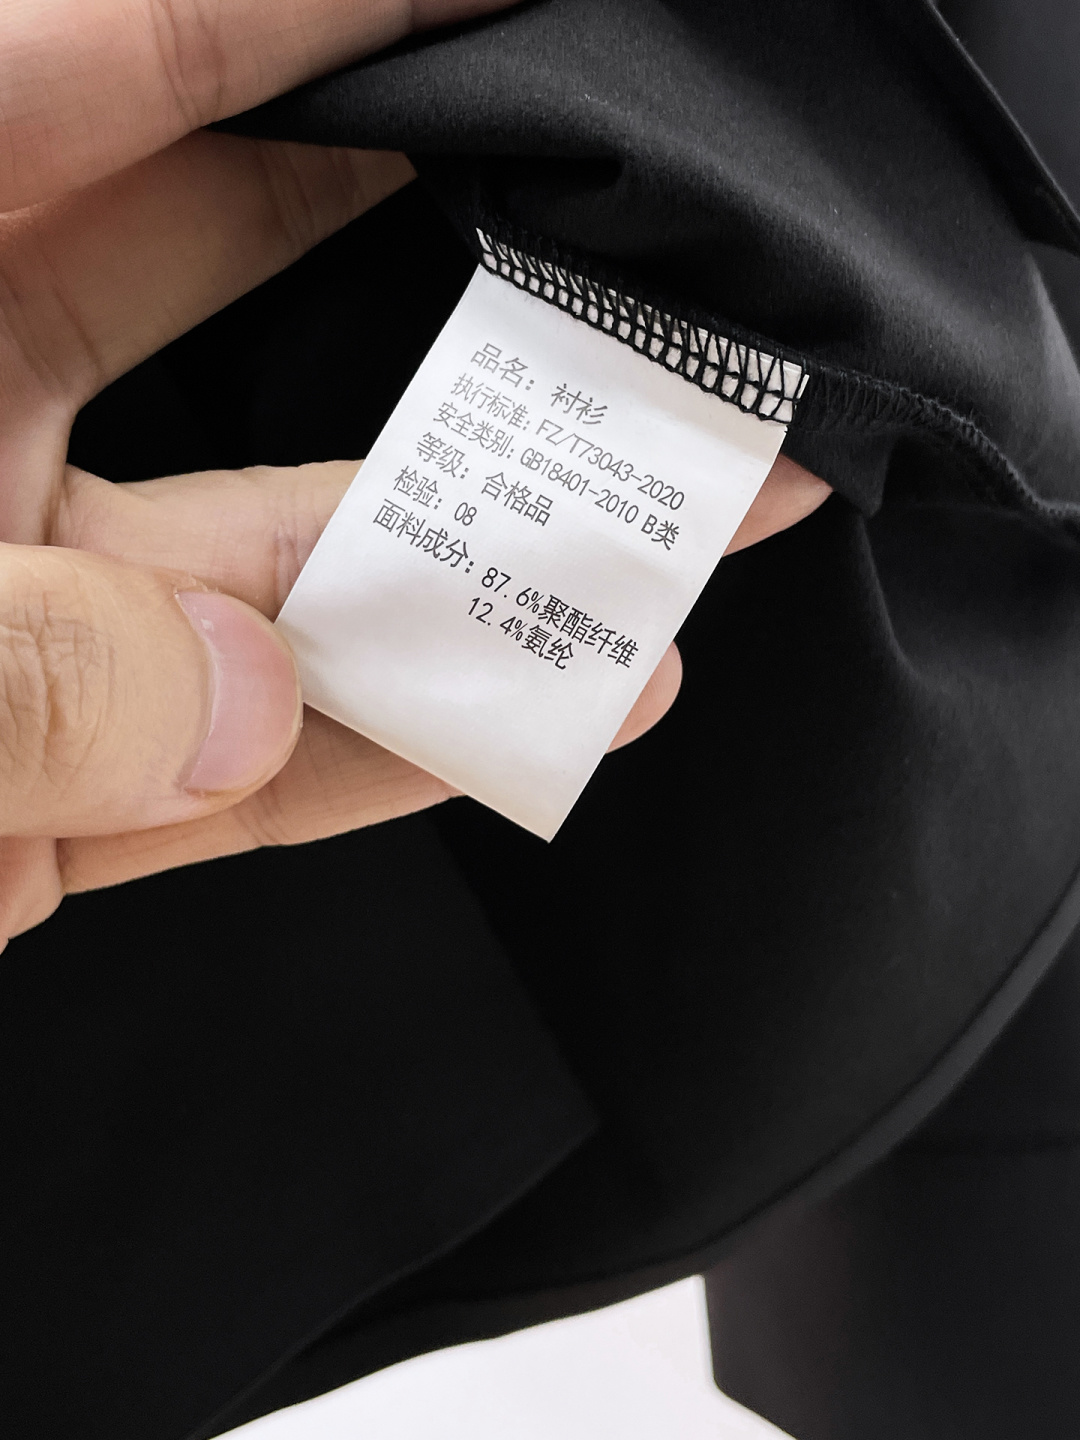 品名：衬衫
执行标准：FZ/T73043-2020
安全类别：GB18401-2010 B类
等级：合格品
检验：08
面料成分：87.6%聚酯纤维
12.4%氨纶